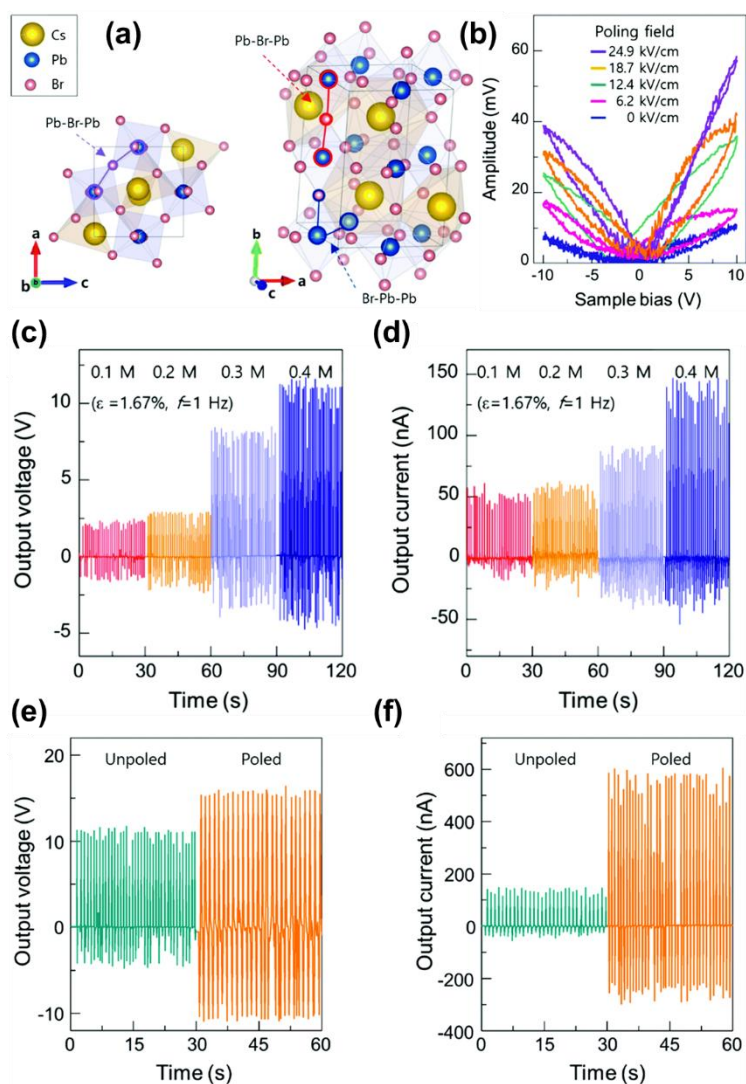 (a)
Cs
Pb
Br
Pb-Br-Pb
a
b
c
Pb-Br-Pb
Br-Pb-Pb
b
a
c
(b)
Poling field
24.9 kV/cm
18.7 kV/cm
12.4 kV/cm
6.2 kV/cm
0 kV/cm
60
40
20
0
Amplitude (mV)
-10 -5 0 5 10
Sample bias (V)
(c)
0.1 M 0.2 M 0.3 M 0.4 M
(ε =1.67%, f=1 Hz)
10
5
0
-5
Output voltage (V)
0 30 60 90 120
Time (s)
(d)
0.1 M 0.2 M 0.3 M 0.4 M
(ε =1.67%, f=1 Hz)
150
100
50
0
-50
Output current (nA)
0 30 60 90 120
Time (s)
(e)
Unpoled Poled
20
10
0
-10
Output voltage (V)
0 15 30 45 60
Time (s)
(f)
Unpoled Poled
600
400
200
0
-200
-400
Output current (nA)
0 15 30 45 60
Time (s)